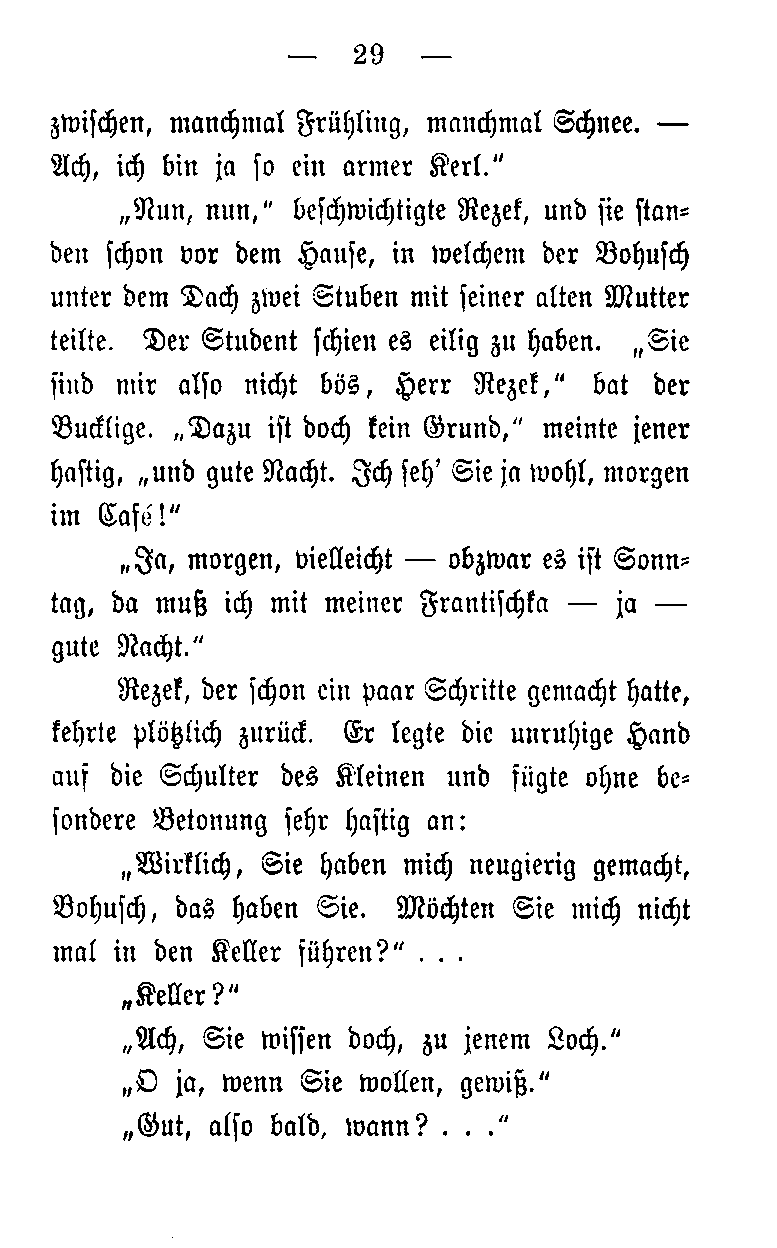 — 29 —
zwischen, manchmal Frühling, manchmal Schnee. —
Ach, ich bin ja so ein armer Kerl."
„Nun, nun," beschwichtigte Rezek, und sie stan-
den schon vor dem Hause, in welchem der Bohusch
unter dem Dach zwei Stuben mit seiner alten Mutter
teilte. Der Student schien es eilig zu haben. „Sie
sind mir also nicht bös, Herr Rezek," bat der
Bucklige. „Dazu ist doch kein Grund," meinte jener
hastig, „und gute Nacht. Ich seh’ Sie ja wohl, morgen
im Café!"
„Ja, morgen, vielleicht — obzwar es ist Sonn-
tag, da muß ich mit meiner Frantischka — ja —
gute Nacht."
Rezek, der schon ein paar Schritte gemacht hatte,
kehrte plötzlich zurück. Er legte die unruhige Hand
auf die Schulter des Kleinen und fügte ohne be-
sondere Betonung sehr hastig an:
„Wirklich, Sie haben mich neugierig gemacht,
Bohusch, das haben Sie. Möchten Sie mich nicht
mal in den Keller führen?" . . .
„Keller?"
„Ach, Sie wissen doch, zu jenem Loch."
„O ja, wenn Sie wollen, gewiß."
„Gut, also bald, wann? . . ."